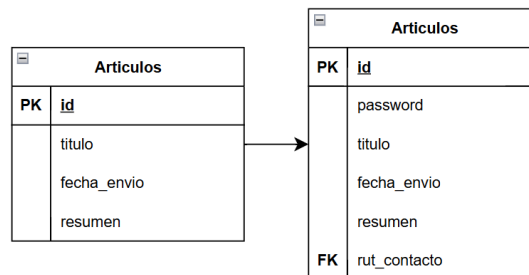 Articulos
PK id
titulo
fecha_envio
resumen
Articulos
PK id
password
titulo
fecha_envio
resumen
FK rut_contacto